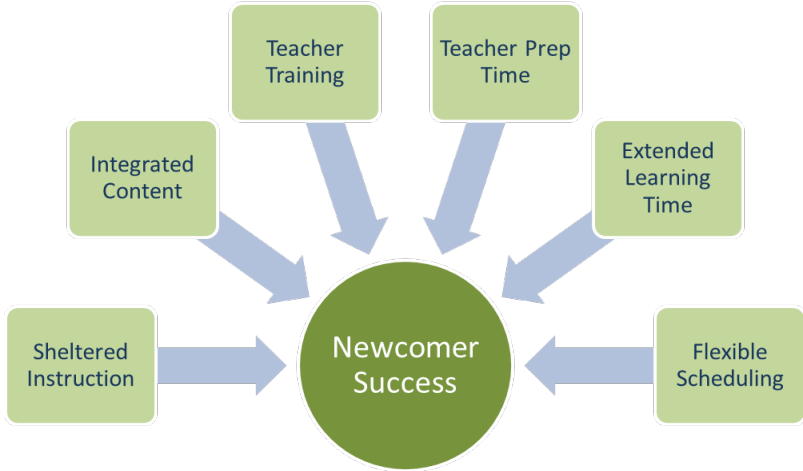 Teacher
Training
Teacher Prep
Time
Integrated
Content
Extended
Learning
Time
Sheltered
Instruction
Newcomer
Success
Flexible
Scheduling